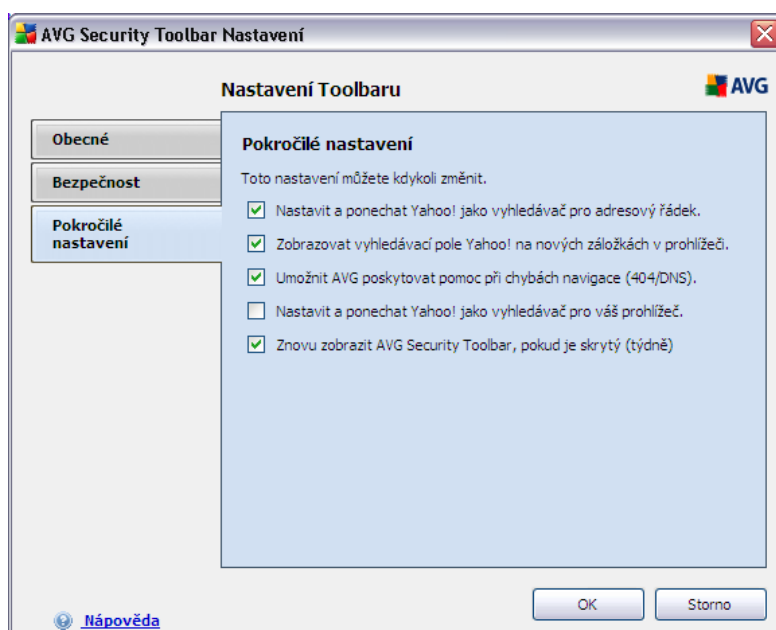 AVG Security Toolbar Nastavení
Nastavení Toolbaru
AVG
Obecné
Bezpečnost
Pokročilé
nastavení
Pokročilé nastavení
Toto nastavení můžete kdykoli změnit.
Nastavit a ponechat Yahoo! jako vyhledávač pro adresový řádek.
Zobrazovat vyhledávací pole Yahoo! na nových záložkách v prohlížeči.
Umožnit AVG poskytovat pomoc při chybách navigace (404/DNS).
Nastavit a ponechat Yahoo! jako vyhledávač pro váš prohlížeč.
Znovu zobrazit AVG Security Toolbar, pokud je skrytý (týdně)
OK
Storno
Nápověda